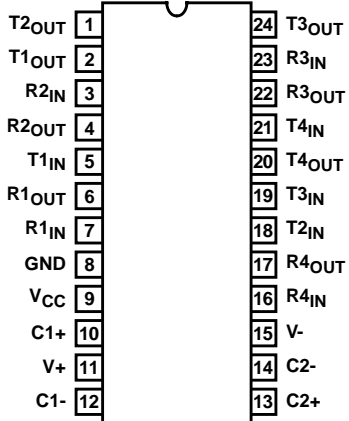 T2OUT 1 24 T3OUT
T1OUT 2 23 R3IN
R2IN 3 22 R3OUT
R2OUT 4 21 T4IN
T1IN 5 20 T4OUT
R1OUT 6 19 T3IN
R1IN 7 18 T2IN
GND 8 17 R4OUT
VCC 9 16 R4IN
C1+ 10 15 V-
V+ 11 14 C2-
C1- 12 13 C2+